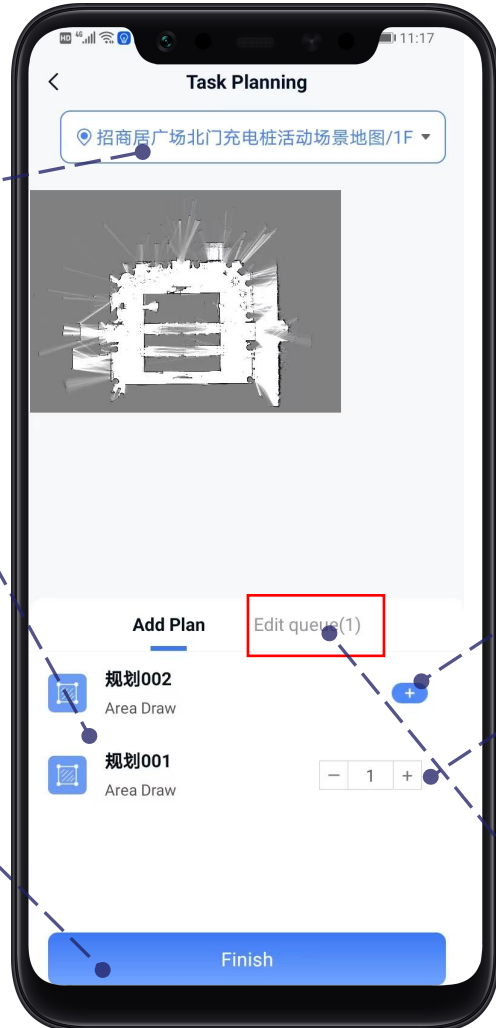 HD 46 11:17
Task Planning
招商居广场北门充电桩活动场景地图/1F
Add Plan
Edit queue(1)
规划002
Area Draw
+
规划001
Area Draw
− 1 +
Finish